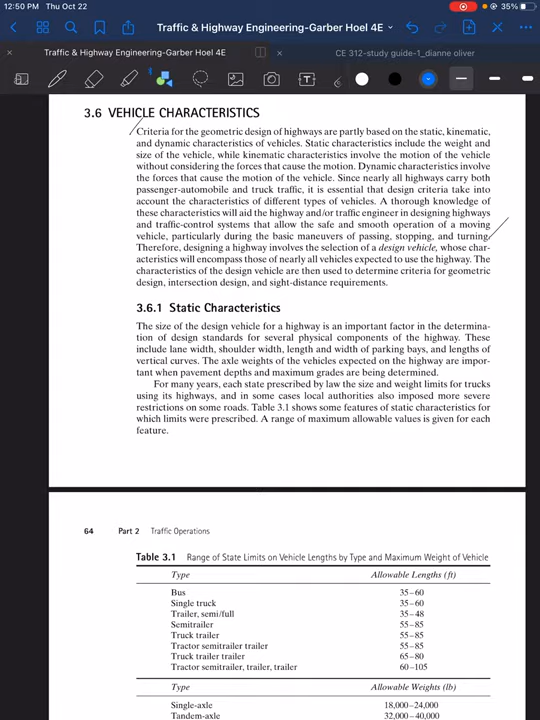 12:50 PM Thu Oct 22
35%
Traffic & Highway Engineering-Garber Hoel 4E
Traffic & Highway Engineering-Garber Hoel 4E
CE 312-study guide-1_dianne oliver
3.6 VEHICLE CHARACTERISTICS
Criteria for the geometric design of highways are partly based on the static, kinematic,
and dynamic characteristics of vehicles. Static characteristics include the weight and
size of the vehicle, while kinematic characteristics involve the motion of the vehicle
without considering the forces that cause the motion. Dynamic characteristics involve
the forces that cause the motion of the vehicle. Since nearly all highways carry both
passenger-automobile and truck traffic, it is essential that design criteria take into
account the characteristics of different types of vehicles. A thorough knowledge of
these characteristics will aid the highway and/or traffic engineer in designing highways
and traffic-control systems that allow the safe and smooth operation of a moving
vehicle, particularly during the basic maneuvers of passing, stopping, and turning.
Therefore, designing a highway involves the selection of a design vehicle, whose char-
acteristics will encompass those of nearly all vehicles expected to use the highway. The
characteristics of the design vehicle are then used to determine criteria for geometric
design, intersection design, and sight-distance requirements.
3.6.1 Static Characteristics
The size of the design vehicle for a highway is an important factor in the determina-
tion of design standards for several physical components of the highway. These
include lane width, shoulder width, length and width of parking bays, and lengths of
vertical curves. The axle weights of the vehicles expected on the highway are impor-
tant when pavement depths and maximum grades are being determined.
For many years, each state prescribed by law the size and weight limits for trucks
using its highways, and in some cases local authorities also imposed more severe
restrictions on some roads. Table 3.1 shows some features of static characteristics for
which limits were prescribed. A range of maximum allowable values is given for each
feature.
64 Part 2 Traffic Operations
Table 3.1 Range of State Limits on Vehicle Lengths by Type and Maximum Weight of Vehicle
Type Allowable Lengths (ft)
Bus 35–60
Single truck 35–60
Trailer, semi/full 35–48
Semitrailer 55–85
Truck trailer 55–85
Tractor semitrailer trailer 55–85
Truck trailer trailer 65–80
Tractor semitrailer, trailer, trailer 60–105
Type Allowable Weights (lb)
Single-axle 18,000–24,000
Tandem-axle 32,000–40,000